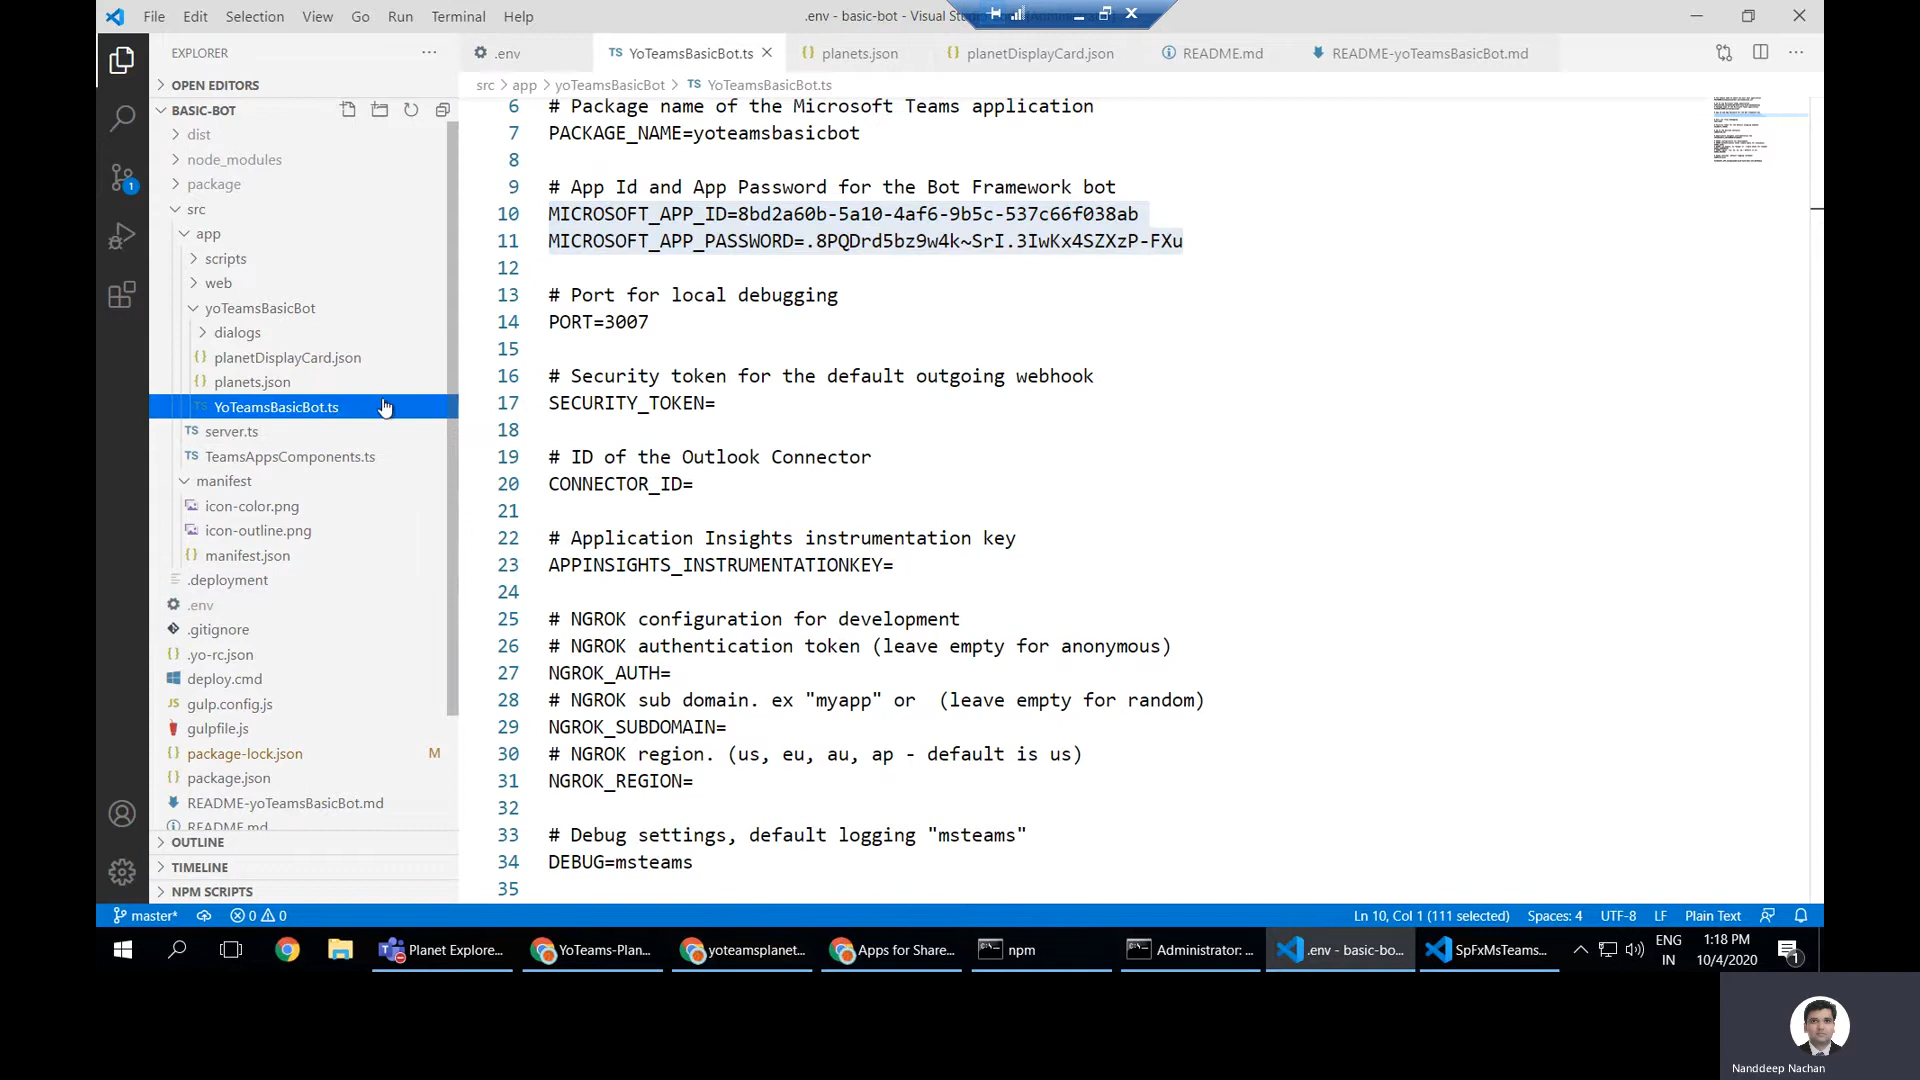 File Edit Selection View Go Run Terminal Help
.env - basic-bot - Visual
EXPLORER
.env
YoTeamsBasicBot.ts
planets.json
planetDisplayCard.json
README.md
README-yoTeamsBasicBot.md
OPEN EDITORS
src > app > yoTeamsBasicBot > TS YoTeamsBasicBot.ts
BASIC-BOT
dist
node_modules
package
src
app
scripts
web
yoTeamsBasicBot
dialogs
planetDisplayCard.json
planets.json
TS YoTeamsBasicBot.ts
TS server.ts
TS TeamsAppsComponents.ts
manifest
icon-color.png
icon-outline.png
manifest.json
.deployment
.env
.gitignore
.yo-rc.json
deploy.cmd
JS gulp.config.js
gulpfile.js
package-lock.json M
package.json
README-yoTeamsBasicBot.md
README.md
OUTLINE
TIMELINE
NPM SCRIPTS
6 # Package name of the Microsoft Teams application
7 PACKAGE_NAME=yoteamsbasicbot
8
9 # App Id and App Password for the Bot Framework bot
10 MICROSOFT_APP_ID=8bd2a60b-5a10-4af6-9b5c-537c66f038ab
11 MICROSOFT_APP_PASSWORD=.8PQDrd5bz9w4k~SrI.3IwKx4SZXzP-FXu
12
13 # Port for local debugging
14 PORT=3007
15
16 # Security token for the default outgoing webhook
17 SECURITY_TOKEN=
18
19 # ID of the Outlook Connector
20 CONNECTOR_ID=
21
22 # Application Insights instrumentation key
23 APPINSIGHTS_INSTRUMENTATIONKEY=
24
25 # NGROK configuration for development
26 # NGROK authentication token (leave empty for anonymous)
27 NGROK_AUTH=
28 # NGROK sub domain. ex "myapp" or  (leave empty for random)
29 NGROK_SUBDOMAIN=
30 # NGROK region. (us, eu, au, ap - default is us)
31 NGROK_REGION=
32
33 # Debug settings, default logging "msteams"
34 DEBUG=msteams
35
master* 0 0 Ln 10, Col 1 (111 selected) Spaces: 4 UTF-8 LF Plain Text
Planet Explore...
YoTeams-Plan...
yoteamsplanet...
Apps for Share...
npm
Administrator: ...
.env - basic-bo...
SpFxMsTeams...
ENG
IN
1:18 PM
10/4/2020
1
Nanddeep Nachan